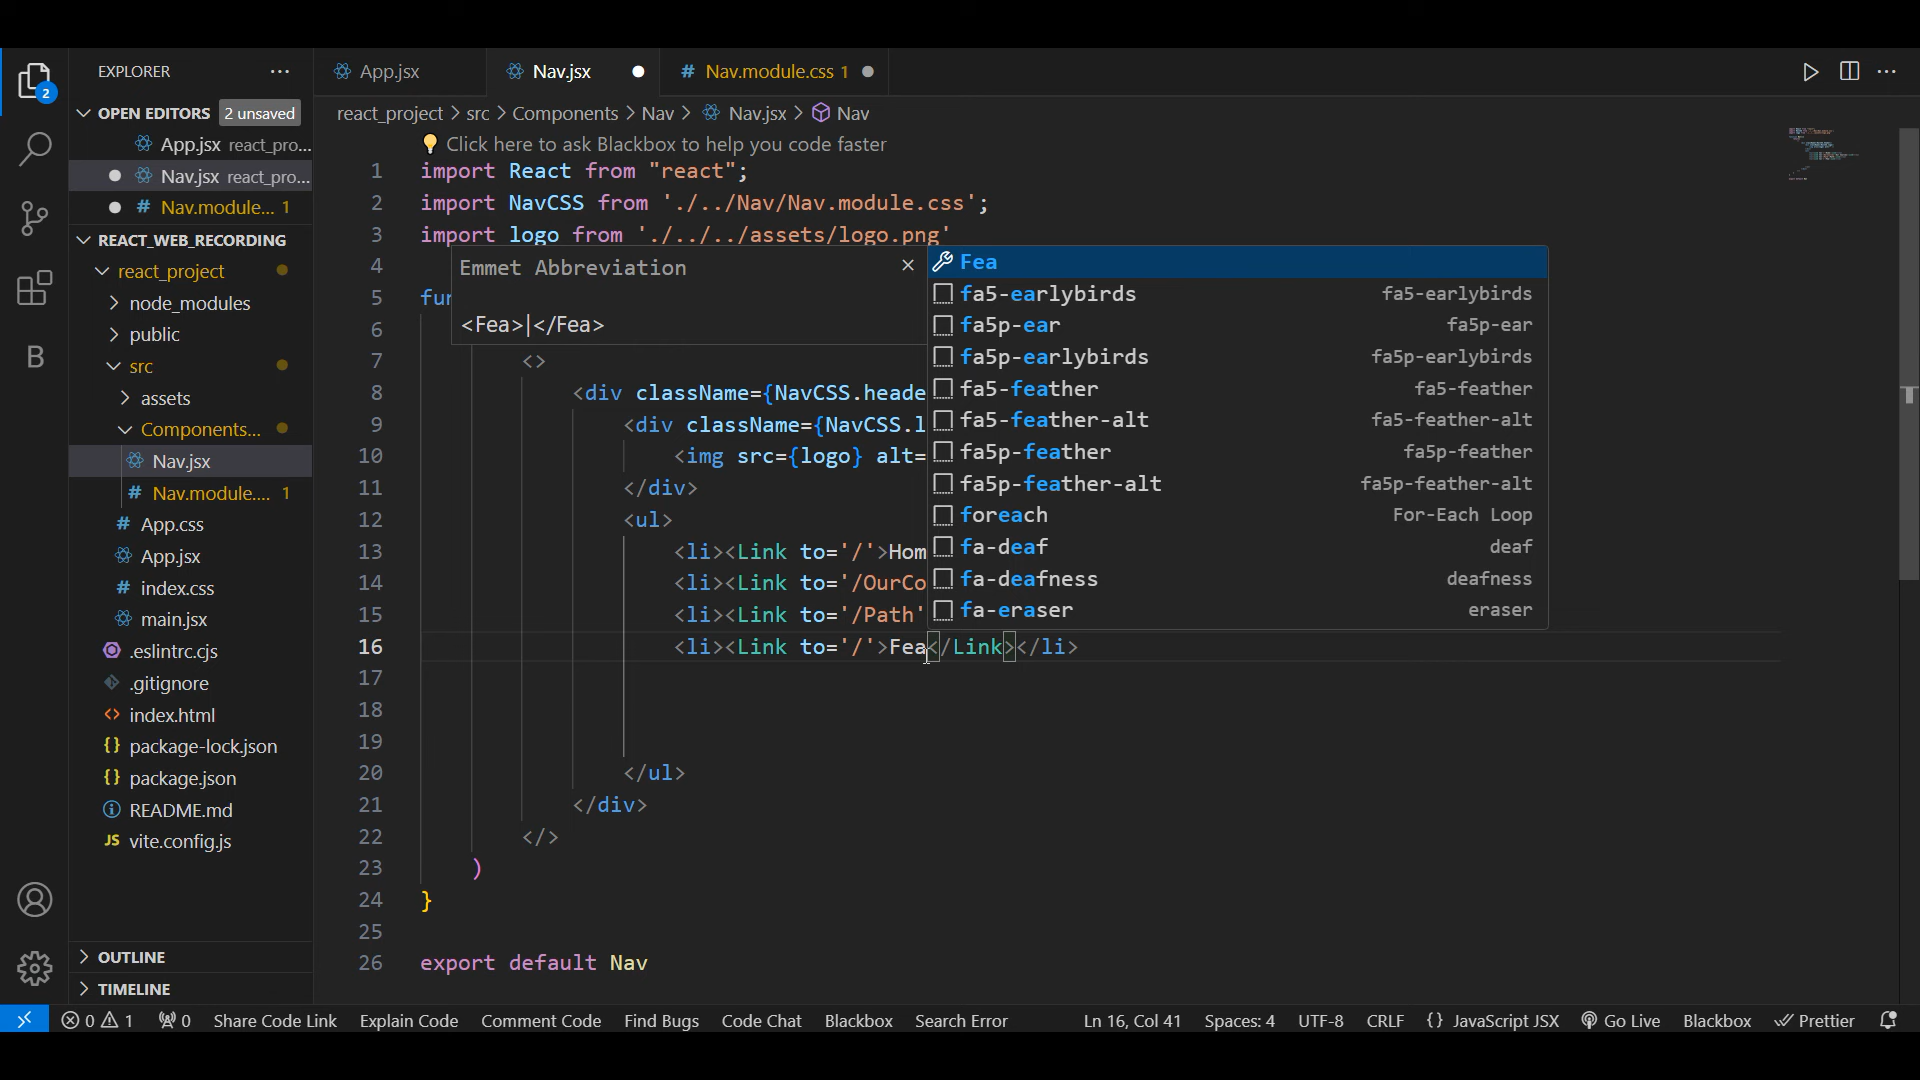 EXPLORER
OPEN EDITORS 2 unsaved
App.jsx react_pro...
Nav.jsx react_pro...
Nav.module... 1
REACT_WEB_RECORDING
react_project
node_modules
public
src
assets
Components...
Nav.jsx
Nav.module.... 1
App.css
App.jsx
index.css
main.jsx
.eslintrc.cjs
.gitignore
index.html
package-lock.json
package.json
README.md
vite.config.js
OUTLINE
TIMELINE
2
B
App.jsx Nav.jsx Nav.module.css 1
react_project > src > Components > Nav > Nav.jsx > Nav
Click here to ask Blackbox to help you code faster
1 import React from "react";
2 import NavCSS from './../Nav/Nav.module.css';
3 import logo from './../../assets/logo.png'
4
5 fun
6
7 <>
8 <div className={NavCSS.heade
9 <div className={NavCSS.l
10 <img src={logo} alt=
11 </div>
12 <ul>
13 <li><Link to='/'>Hom
14 <li><Link to='/OurCo
15 <li><Link to='/Path'
16 <li><Link to='/'>Fea</Link></li>
17
18
19
20 </ul>
21 </div>
22 </>
23 )
24 }
25
26 export default Nav
Emmet Abbreviation
<Fea>|</Fea>
Fea
fa5-earlybirds fa5-earlybirds
fa5p-ear fa5p-ear
fa5p-earlybirds fa5p-earlybirds
fa5-feather fa5-feather
fa5-feather-alt fa5-feather-alt
fa5p-feather fa5p-feather
fa5p-feather-alt fa5p-feather-alt
foreach For-Each Loop
fa-deaf deaf
fa-deafness deafness
fa-eraser eraser
0 1 0 Share Code Link Explain Code Comment Code Find Bugs Code Chat Blackbox Search Error Ln 16, Col 41 Spaces: 4 UTF-8 CRLF {} JavaScript JSX Go Live Blackbox Prettier